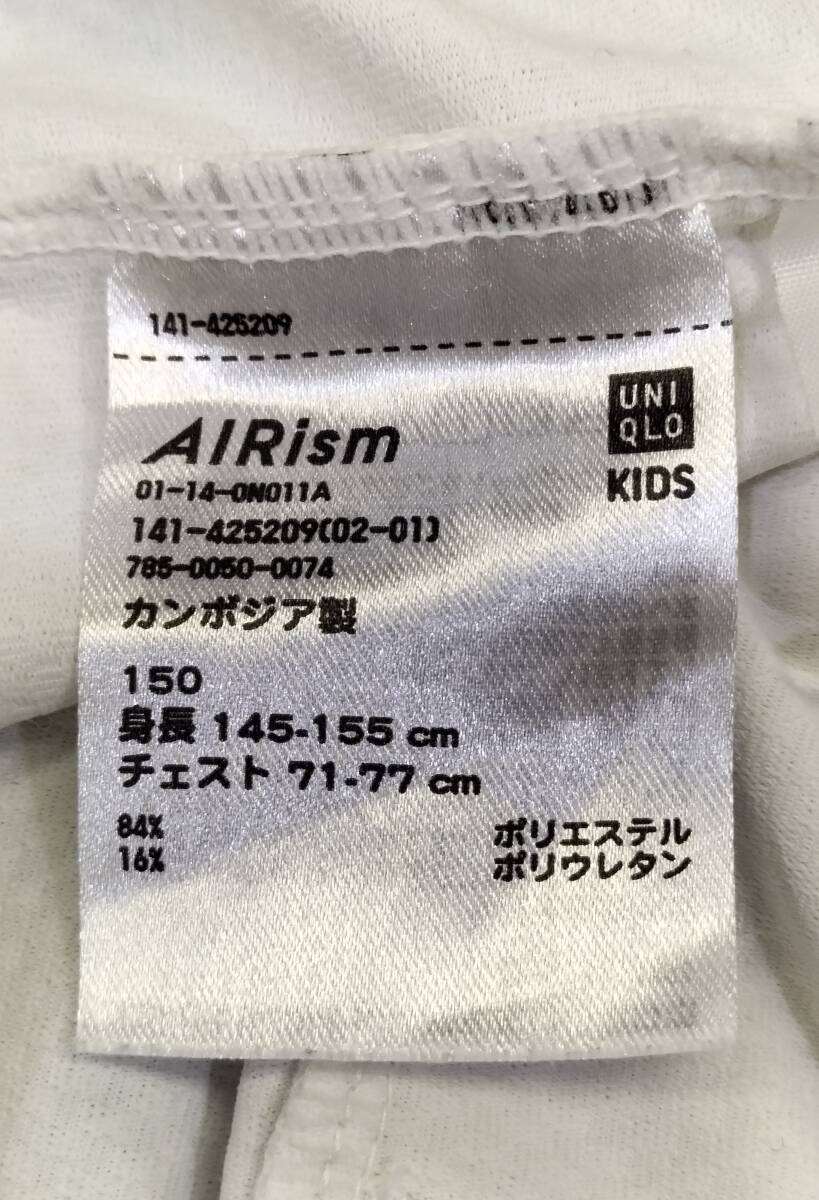 141-425209
AIRism
UNI
QLO
KIDS
01-14-0N011A
141-425209(02-01)
785-0050-0074
カンボジア製
150
身長 145-155 cm
チェスト 71-77 cm
84% ポリエステル
16% ポリウレタン